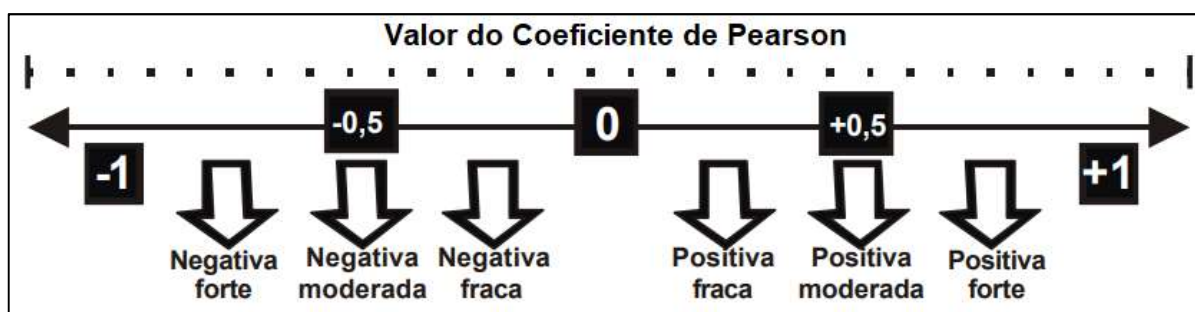 Valor do Coeficiente de Pearson
-0,5 0 +0,5
-1 +1
Negativa Negativa Negativa Positiva Positiva Positiva
forte moderada fraca fraca moderada forte